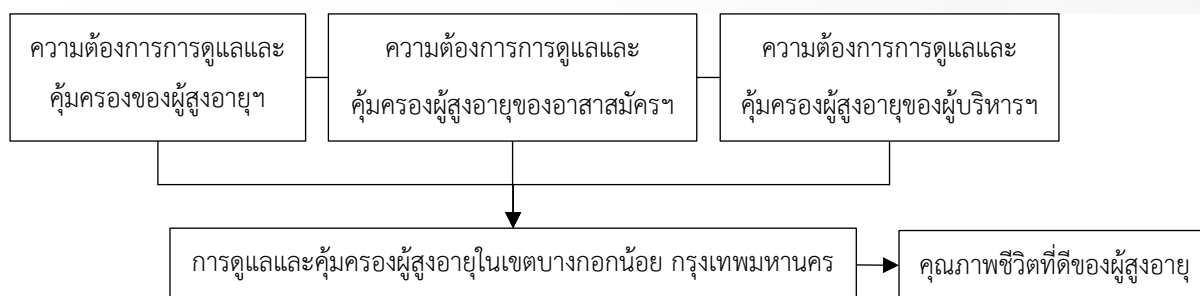 ความต้องการการดูแลและ
คุ้มครองของผู้สูงอายุฯ
ความต้องการการดูแลและ
คุ้มครองผู้สูงอายุของอาสาสมัครฯ
ความต้องการการดูแลและ
คุ้มครองผู้สูงอายุของผู้บริหารฯ
การดูแลและคุ้มครองผู้สูงอายุในเขตบางกอกน้อย กรุงเทพมหานคร
คุณภาพชีวิตที่ดีของผู้สูงอายุ